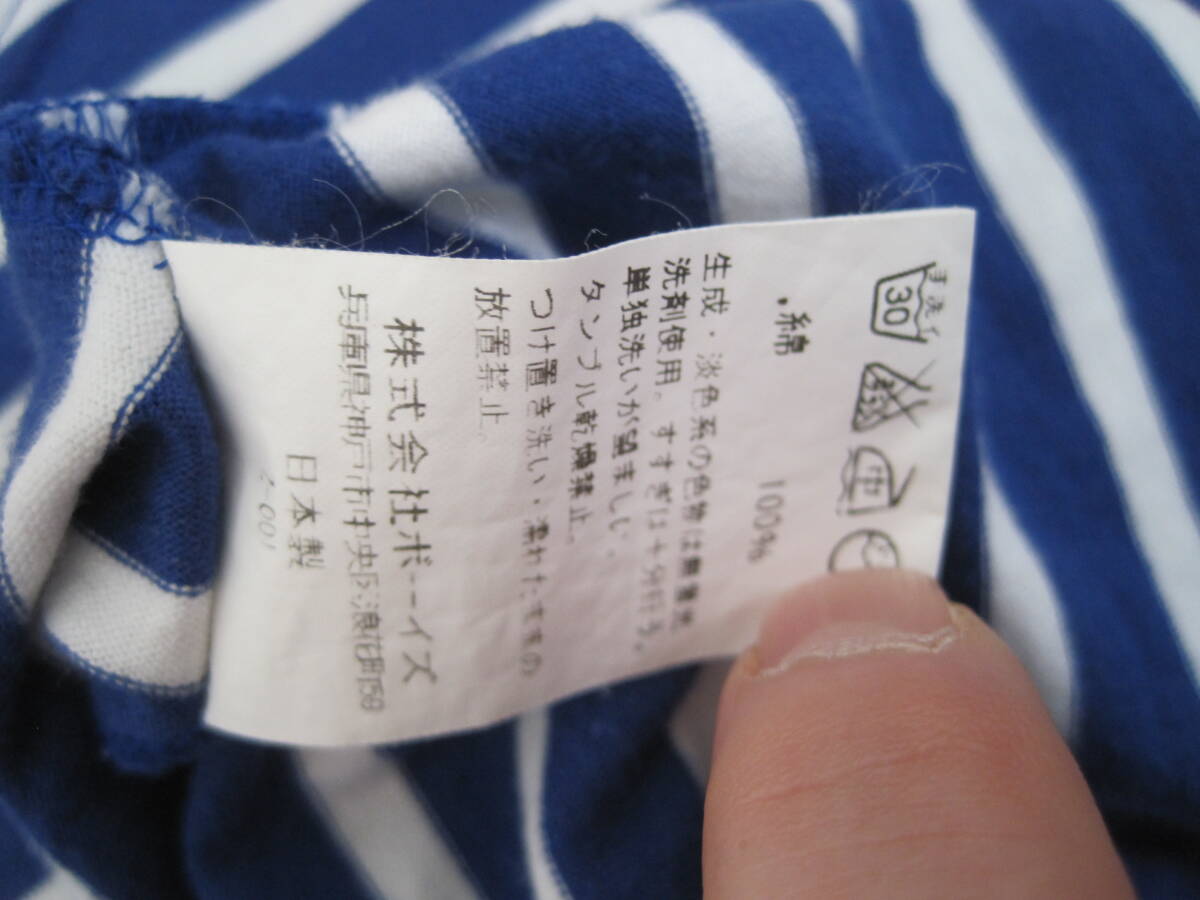 手洗イ
30
中
綿 100%
生成・淡色系の色物は無蛍光
洗剤使用。すすぎは十分行う。
単独洗いが望ましい。
タンブル乾燥禁止。
つけ置き洗い・濡れたままの
放置禁止。
株式会社ボーイズ
兵庫県神戸市中央区浪花町59
日本製
2-001